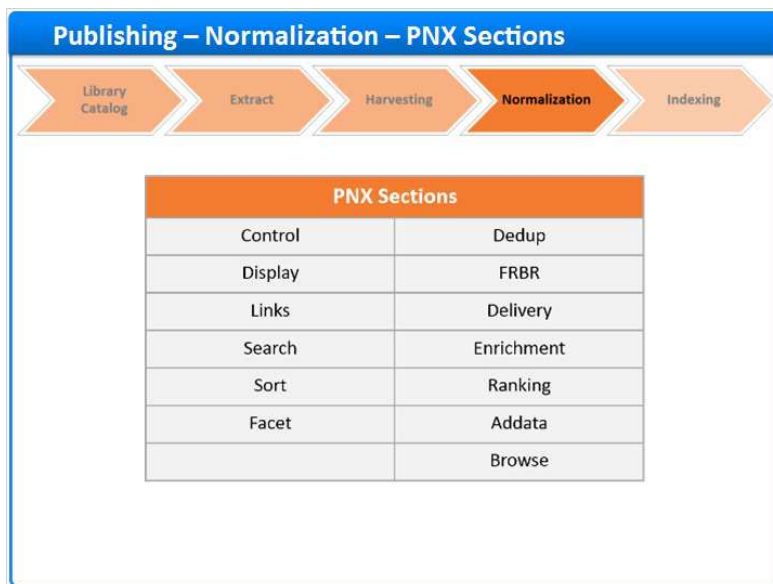 Publishing – Normalization – PNX Sections
Library
Catalog
Extract
Harvesting
Normalization
Indexing
PNX Sections
Control Dedup
Display FRBR
Links Delivery
Search Enrichment
Sort Ranking
Facet Addata
Browse